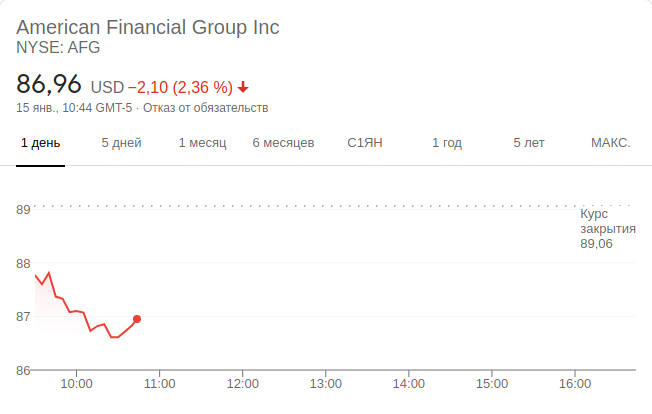 American Financial Group Inc
NYSE: AFG
86,96 USD −2,10 (2,36 %)
15 янв., 10:44 GMT-5 · Отказ от обязательств
1 день 5 дней 1 месяц 6 месяцев С1ЯН 1 год 5 лет МАКС.
89
Курс
закрытия
89,06
88
87
86
10:00 11:00 12:00 13:00 14:00 15:00 16:00